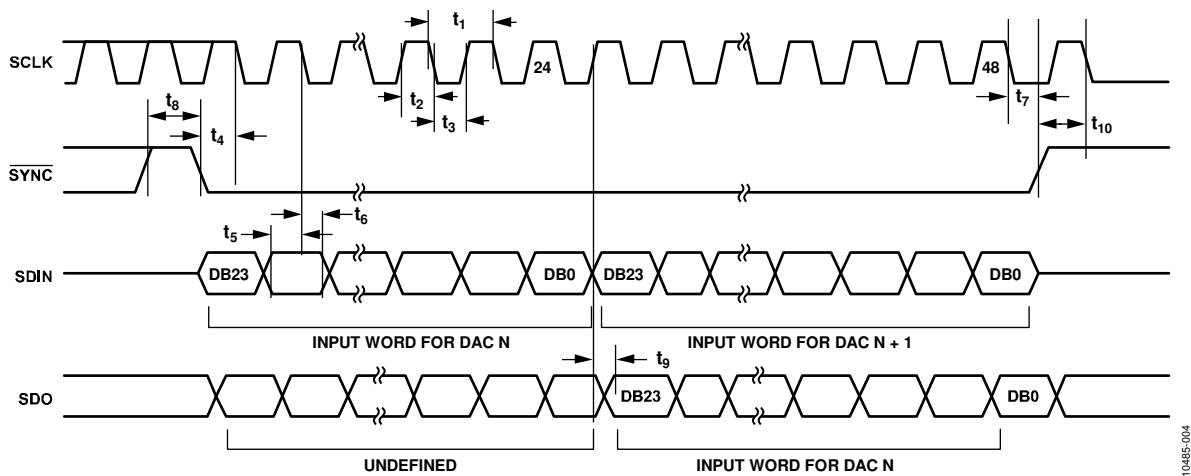 t1
SCLK
24
48
t2
t3
t7
t8
t4
t10
SYNC
t5
t6
SDIN
DB23
DB0
DB23
DB0
INPUT WORD FOR DAC N
INPUT WORD FOR DAC N + 1
t9
SDO
DB23
DB0
UNDEFINED
INPUT WORD FOR DAC N
10485-004